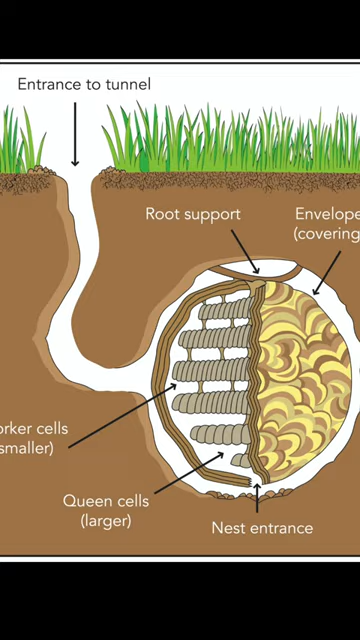 Entrance to tunnel
Root support
Envelope
(covering
orker cells
smaller)
Queen cells
(larger)
Nest entrance